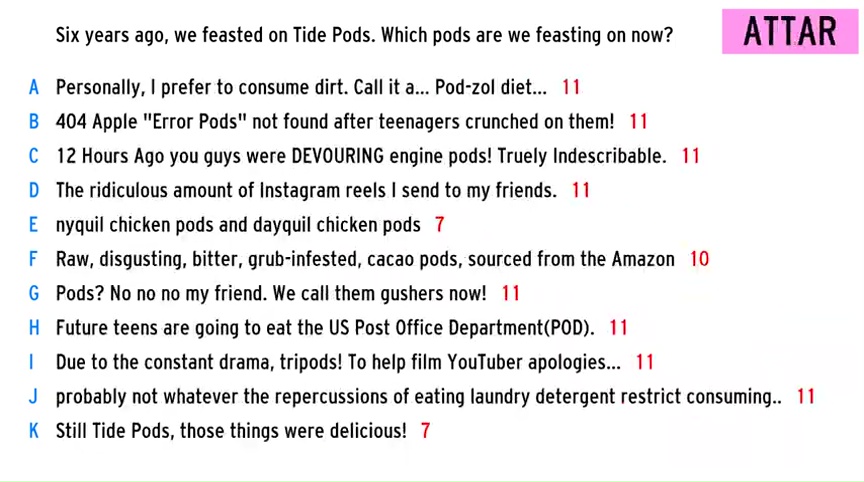 Six years ago, we feasted on Tide Pods. Which pods are we feasting on now?
ATTAR
A Personally, I prefer to consume dirt. Call it a... Pod-zol diet... 11
B 404 Apple "Error Pods" not found after teenagers crunched on them! 11
C 12 Hours Ago you guys were DEVOURING engine pods! Truely Indescribable. 11
D The ridiculous amount of Instagram reels I send to my friends. 11
E nyquil chicken pods and dayquil chicken pods 7
F Raw, disgusting, bitter, grub-infested, cacao pods, sourced from the Amazon 10
G Pods? No no no my friend. We call them gushers now! 11
H Future teens are going to eat the US Post Office Department(POD). 11
I Due to the constant drama, tripods! To help film YouTuber apologies... 11
J probably not whatever the repercussions of eating laundry detergent restrict consuming.. 11
K Still Tide Pods, those things were delicious! 7